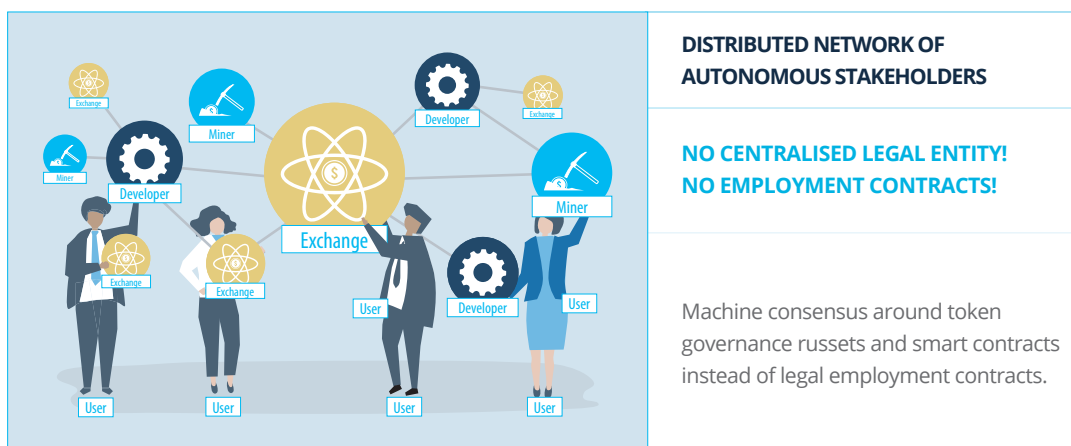 Exchange
Miner
Exchange
Developer
Miner
Miner
Developer
Miner
Exchange
Exchange
Exchange
User
Developer
User
User
User
User
User
DISTRIBUTED NETWORK OF
AUTONOMOUS STAKEHOLDERS
NO CENTRALISED LEGAL ENTITY!
NO EMPLOYMENT CONTRACTS!
Machine consensus around token
governance russets and smart contracts
instead of legal employment contracts.